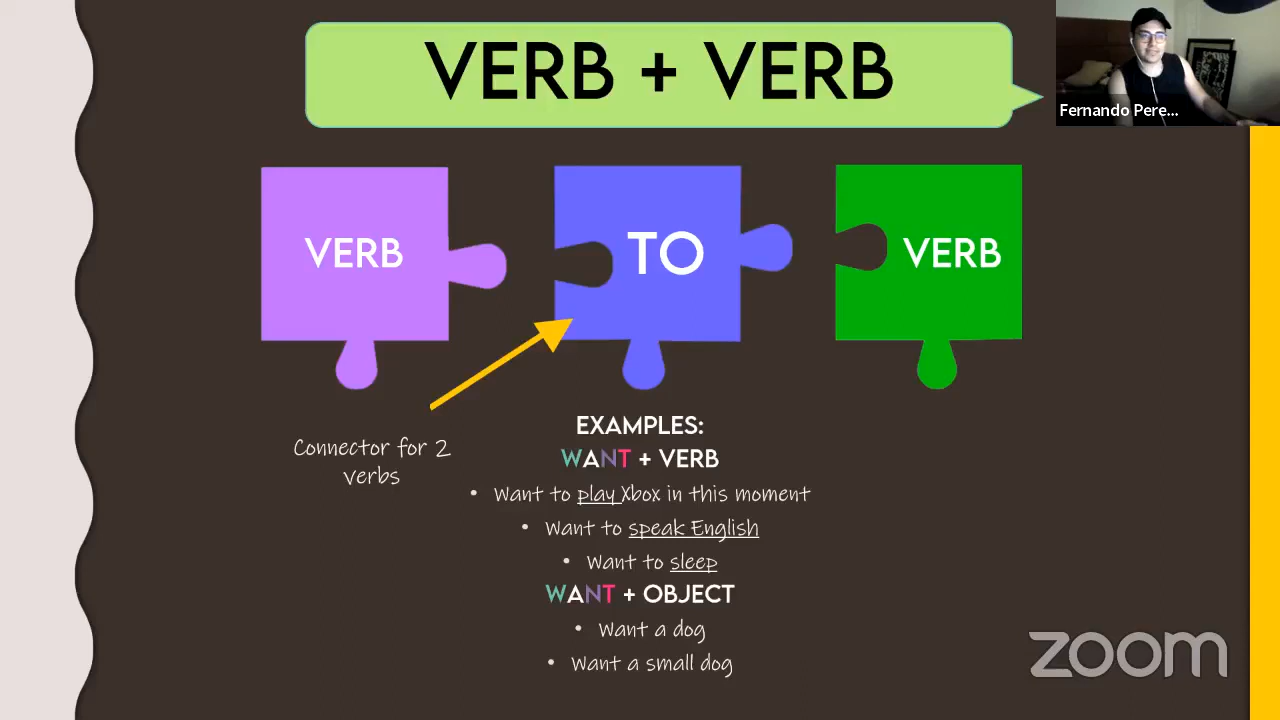 VERB + VERB
Fernando Pere...
VERB
TO
VERB
Connector for 2
verbs
EXAMPLES:
WANT + VERB
• Want to play Xbox in this moment
• Want to speak English
• Want to sleep
WANT + OBJECT
• Want a dog
• Want a small dog
zoom